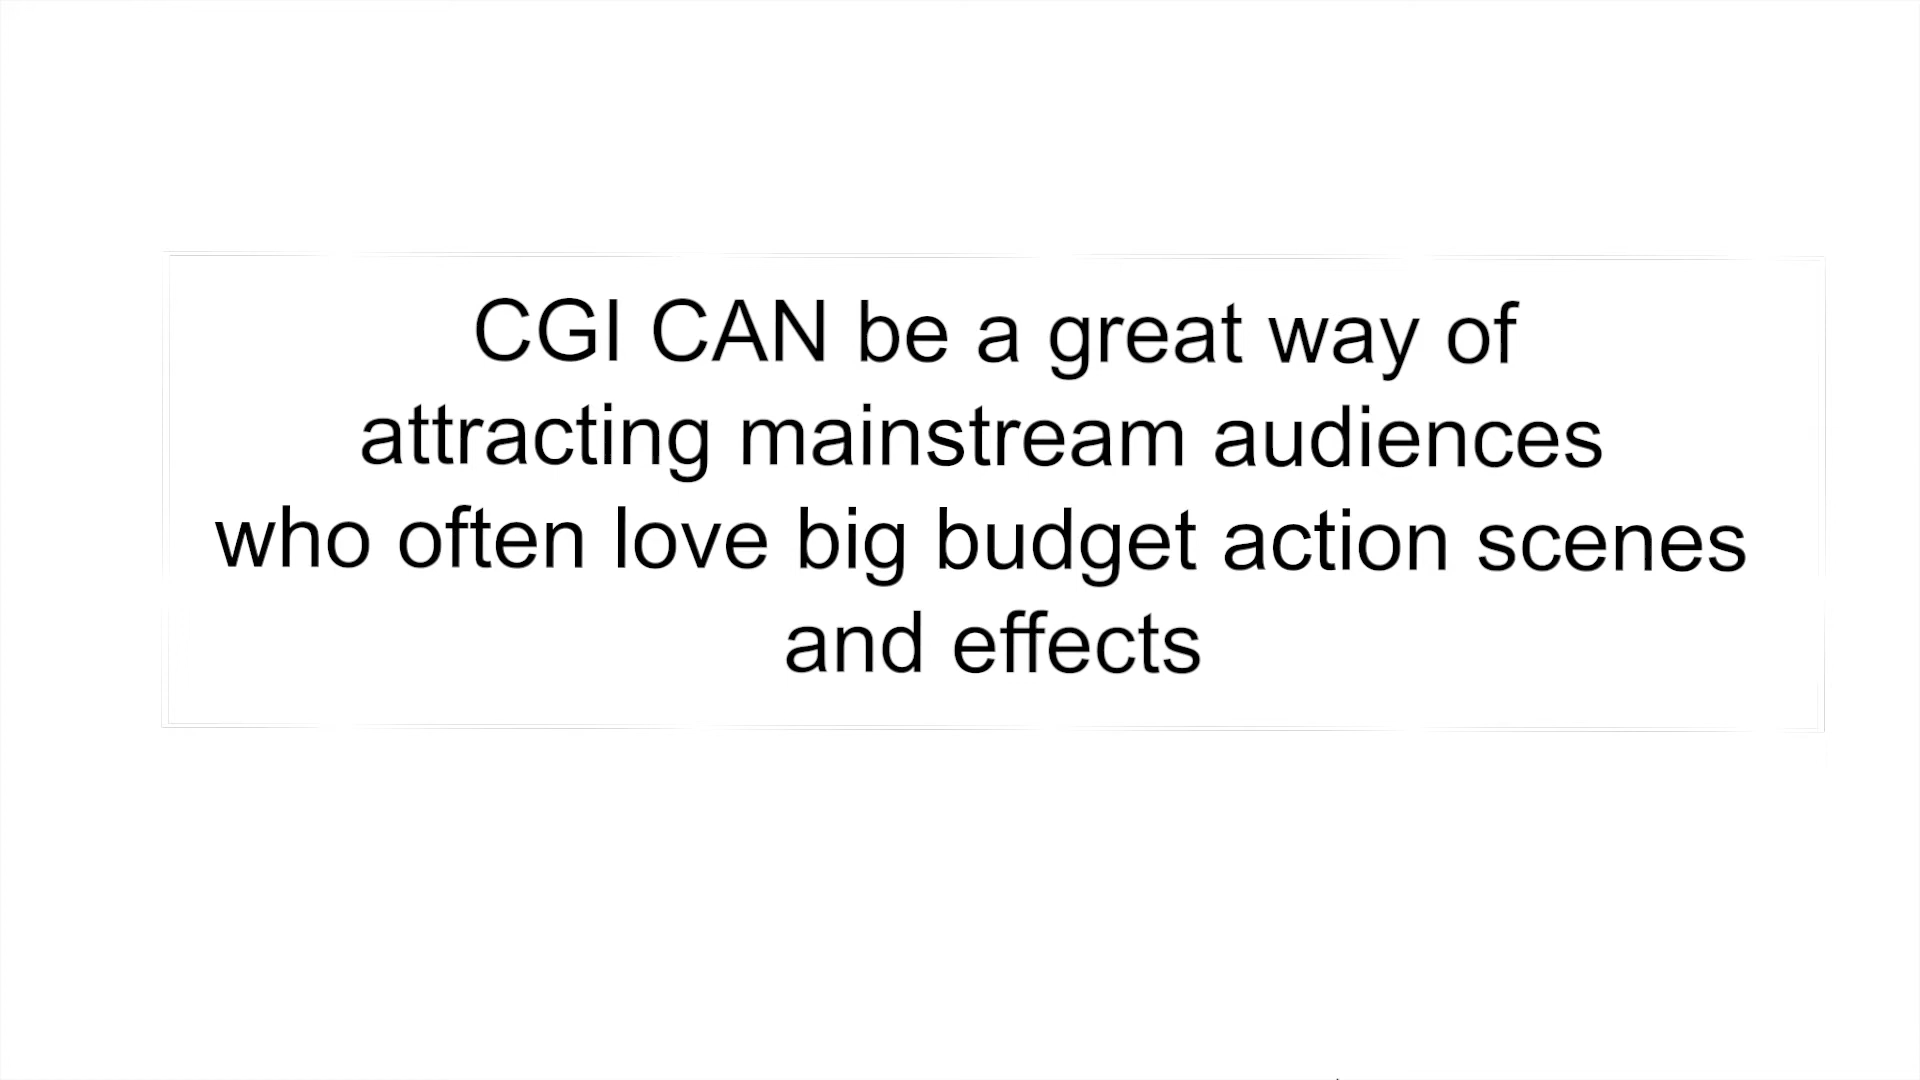 CGI CAN be a great way of
attracting mainstream audiences
who often love big budget action scenes
and effects